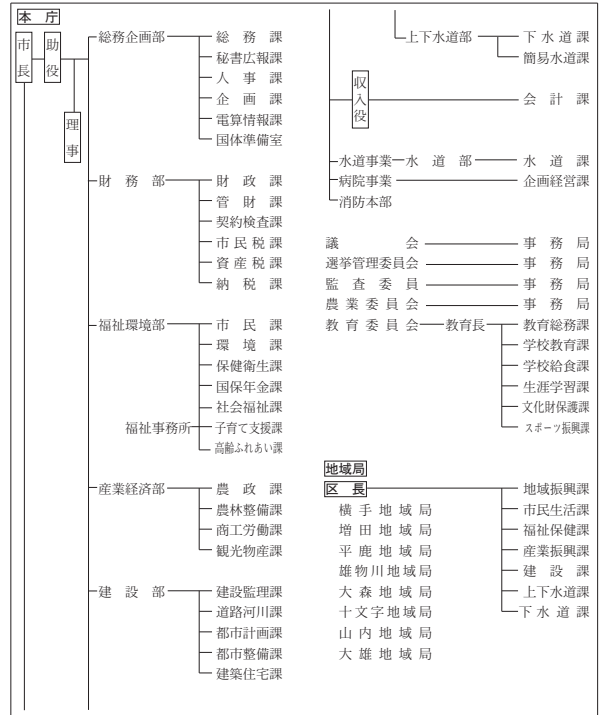 本庁
市長
助役
理事
総務企画部
総務課
秘書広報課
人事課
企画課
電算情報課
国体準備室
財務部
財政課
管財課
契約検査課
市民税課
資産税課
納税課
福祉環境部
市民課
環境課
保健衛生課
国保年金課
社会福祉課
福祉事務所
子育て支援課
高齢ふれあい課
産業経済部
農政課
農林整備課
商工労働課
観光物産課
建設部
建設監理課
道路河川課
都市計画課
都市整備課
建築住宅課
上下水道部
下水道課
簡易水道課
収入役
会計課
水道事業
水道部
水道課
病院事業
企画経営課
消防本部
議会 事務局
選挙管理委員会 事務局
監査委員 事務局
農業委員会 事務局
教育委員会 教育長 教育総務課
学校教育課
学校給食課
生涯学習課
文化財保護課
スポーツ振興課
地域局
区長 地域振興課
横手地域局 市民生活課
増田地域局 福祉保健課
平鹿地域局 産業振興課
雄物川地域局 建設課
大森地域局 上下水道課
十文字地域局 下水道課
山内地域局
大雄地域局